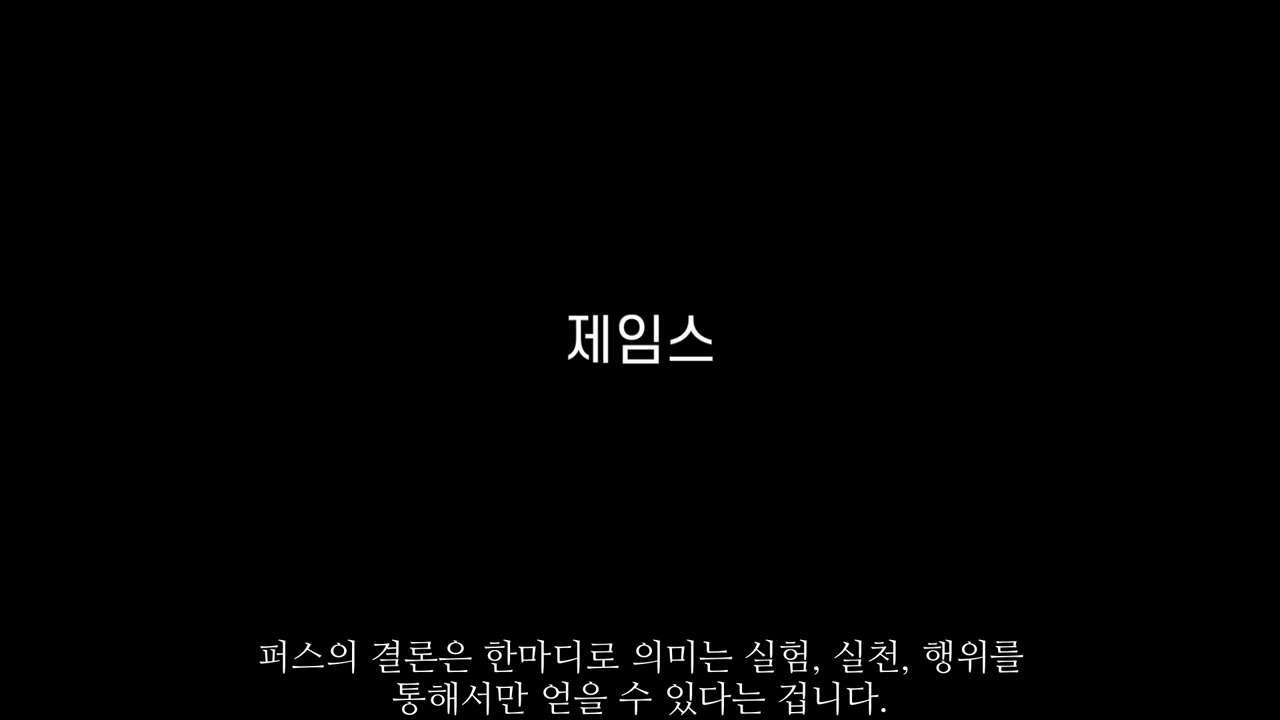 제임스
퍼스의 결론은 한마디로 의미는 실험, 실천, 행위를
통해서만 얻을 수 있다는 겁니다.